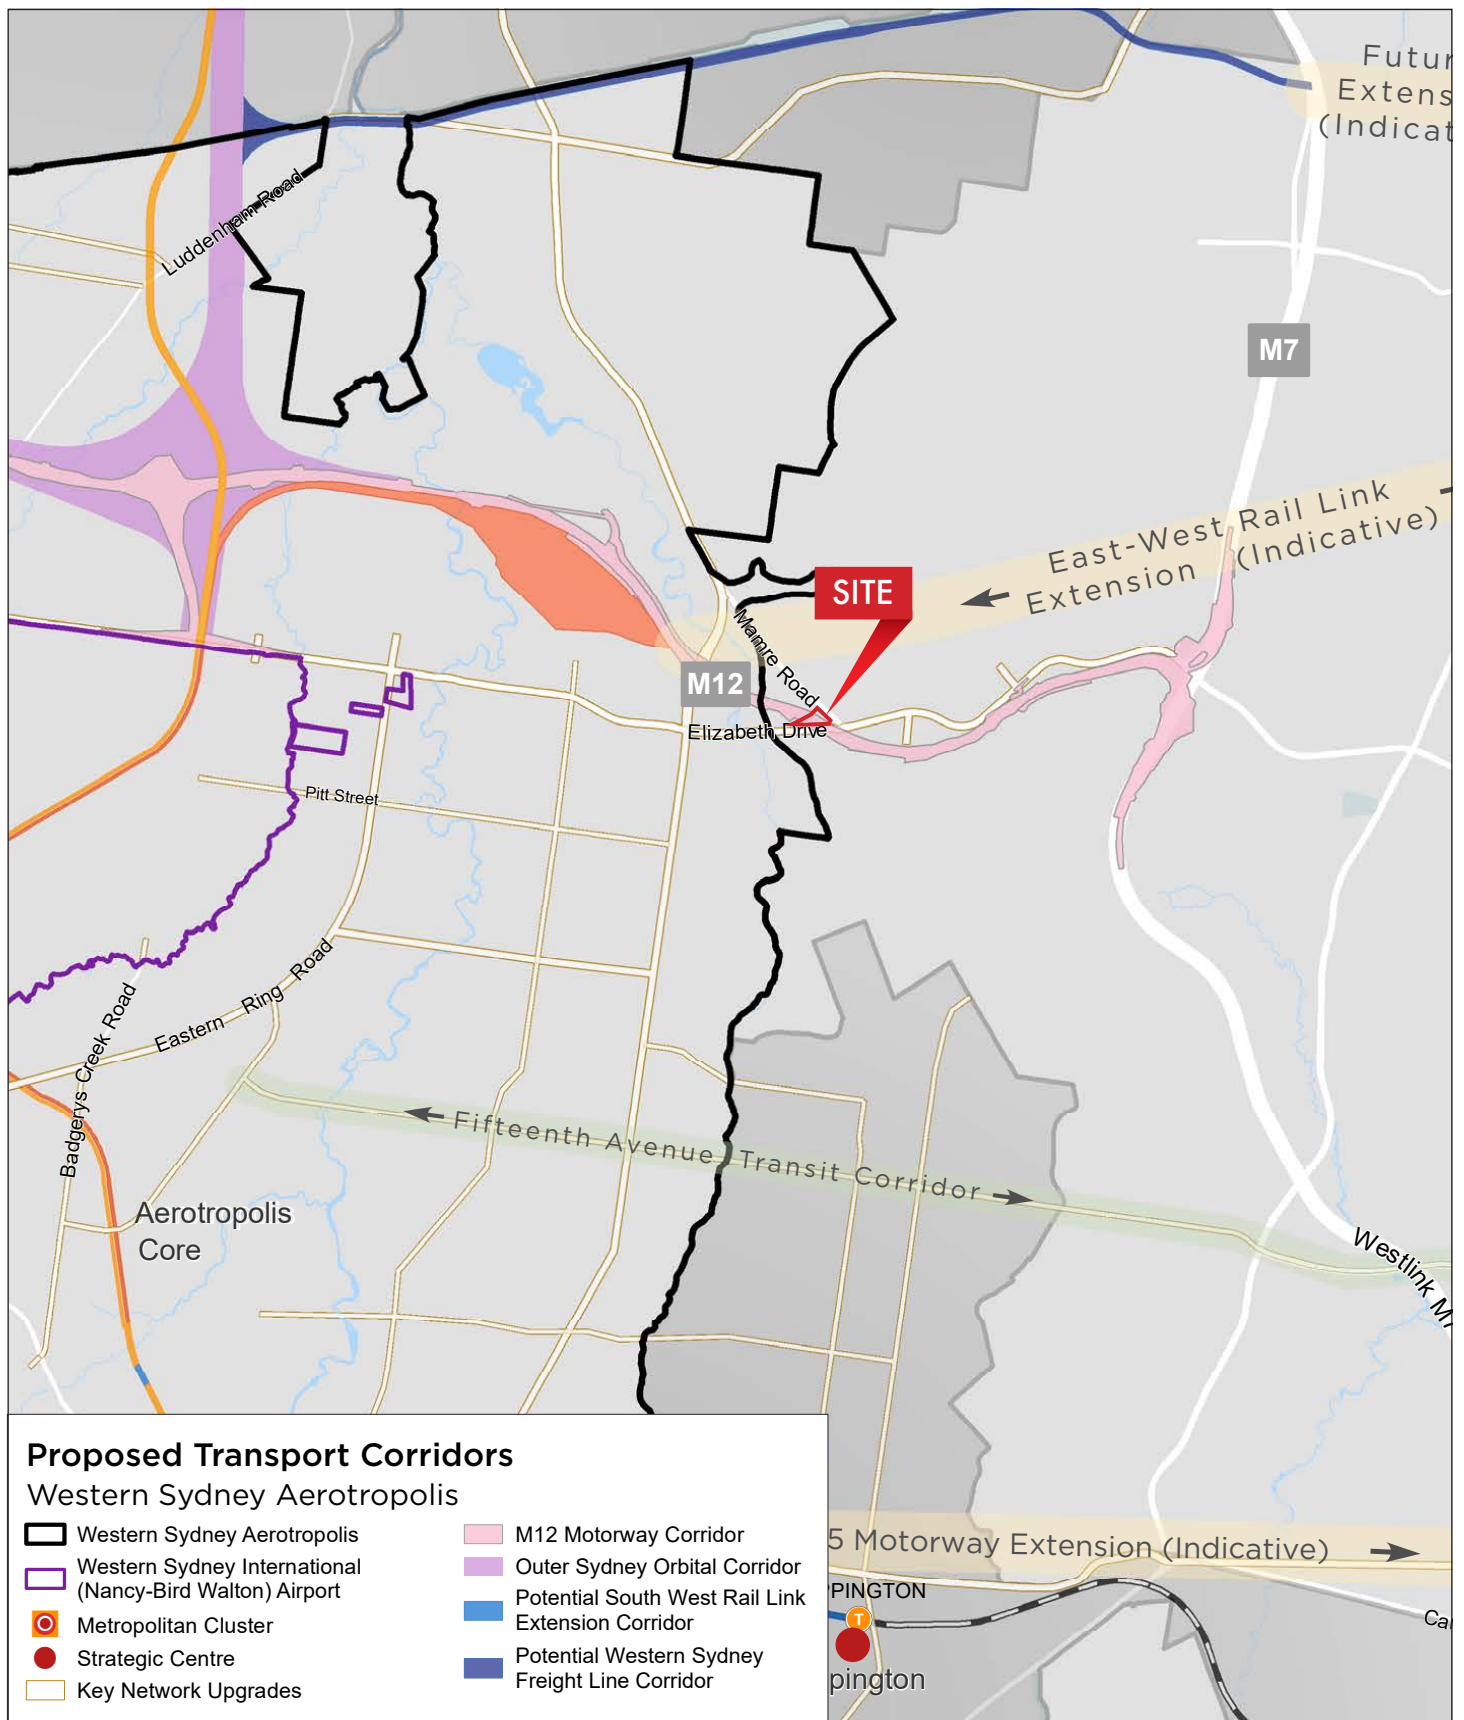 Futur
Extens
(Indicat
Luddenham Road
M7
East-West Rail Link
Extension (Indicative)
SITE
Mamre Road
M12
Elizabeth Drive
Pitt Street
Eastern Ring Road
Badgerys Creek Road
Fifteenth Avenue Transit Corridor
Aerotropolis
Core
Westlink M7
5 Motorway Extension (Indicative)
PPINGTON
T
pington
Ca
Proposed Transport Corridors
Western Sydney Aerotropolis
Western Sydney Aerotropolis
Western Sydney International
(Nancy-Bird Walton) Airport
Metropolitan Cluster
Strategic Centre
Key Network Upgrades
M12 Motorway Corridor
Outer Sydney Orbital Corridor
Potential South West Rail Link
Extension Corridor
Potential Western Sydney
Freight Line Corridor